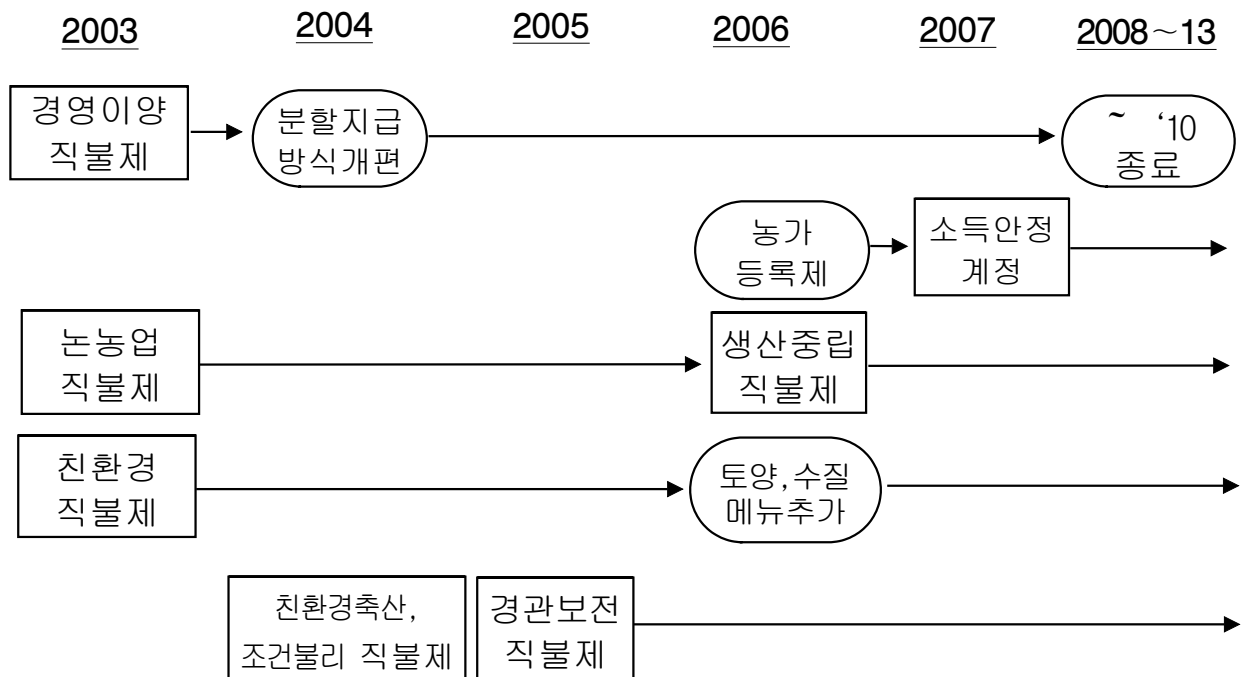 2003 2004 2005 2006 2007 2008～13
경영이양
직불제
분할지급
방식개편
~ ‘10
종료
농가
등록제
소득안정
계정
논농업
직불제
생산중립
직불제
친환경
직불제
토양,수질
메뉴추가
친환경축산,
조건불리 직불제
경관보전
직불제